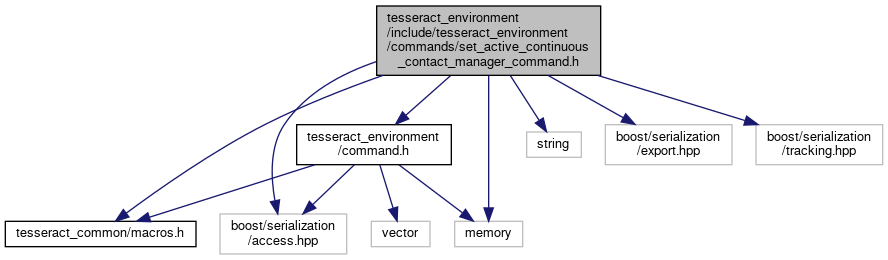 tesseract_environment
/include/tesseract_environment
/commands/set_active_continuous
_contact_manager_command.h
tesseract_environment
/command.h
string
boost/serialization
/export.hpp
boost/serialization
/tracking.hpp
tesseract_common/macros.h
boost/serialization
/access.hpp
vector
memory